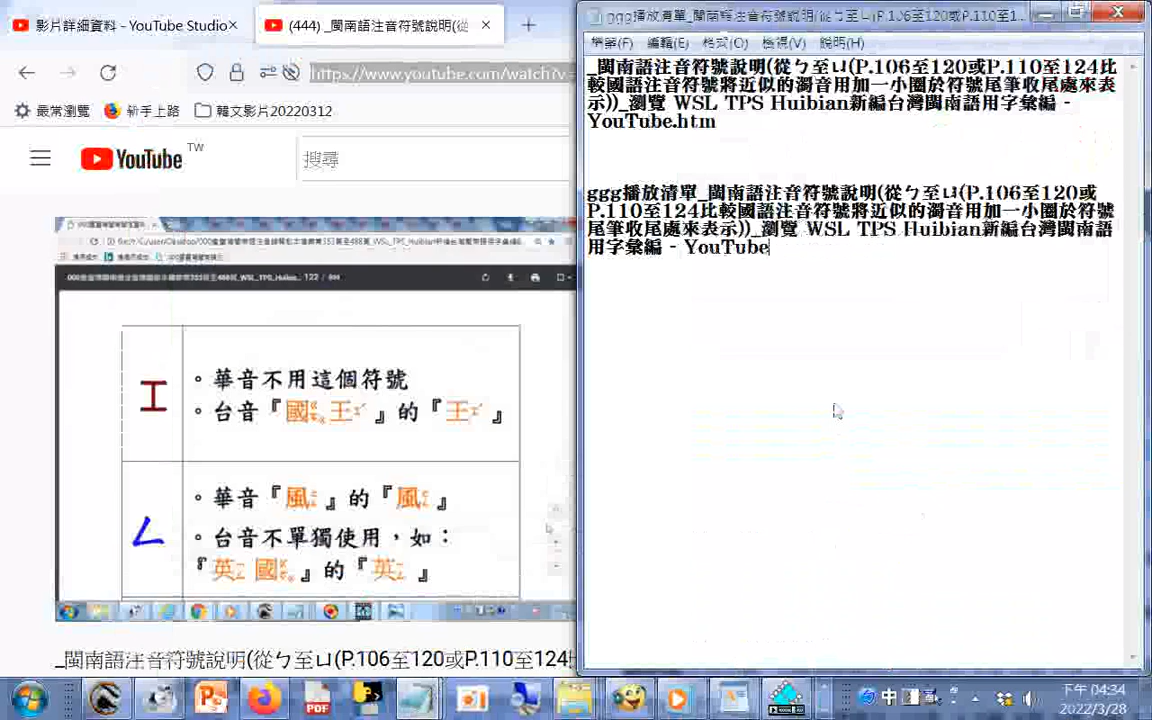 影片詳細資料 - YouTube Studio
(444) _閩南語注音符號說明(從
https://www.youtube.com/watch?v=
最常瀏覽
新手上路
韓文影片20220312
YouTube TW
搜尋
122 /
工
。華音不用這個符號
。台音『國王』的『王』
ㄥ
。華音『風』的『風』
。台音不單獨使用，如：
『英國』的『英』
_閩南語注音符號說明(從ㄅ至ㄩ(P.106至120或P.110至124
ggg播放清單_閩南語注音符號說明(從ㄅ至ㄩ(P.106至120或P.110至1...
檔案(F) 編輯(E) 格式(O) 檢視(V) 說明(H)
_閩南語注音符號說明(從ㄅ至ㄩ(P.106至120或P.110至124比
較國語注音符號將近似的濁音用加一小圈於符號尾筆收尾處來表
示))_瀏覽 WSL TPS Huibian新編台灣閩南語用字彙編 -
YouTube.htm
ggg播放清單_閩南語注音符號說明(從ㄅ至ㄩ(P.106至120或
P.110至124比較國語注音符號將近似的濁音用加一小圈於符號
尾筆收尾處來表示))_瀏覽 WSL TPS Huibian新編台灣閩南語
用字彙編 - YouTube
中
下午 04:34
2022/3/28